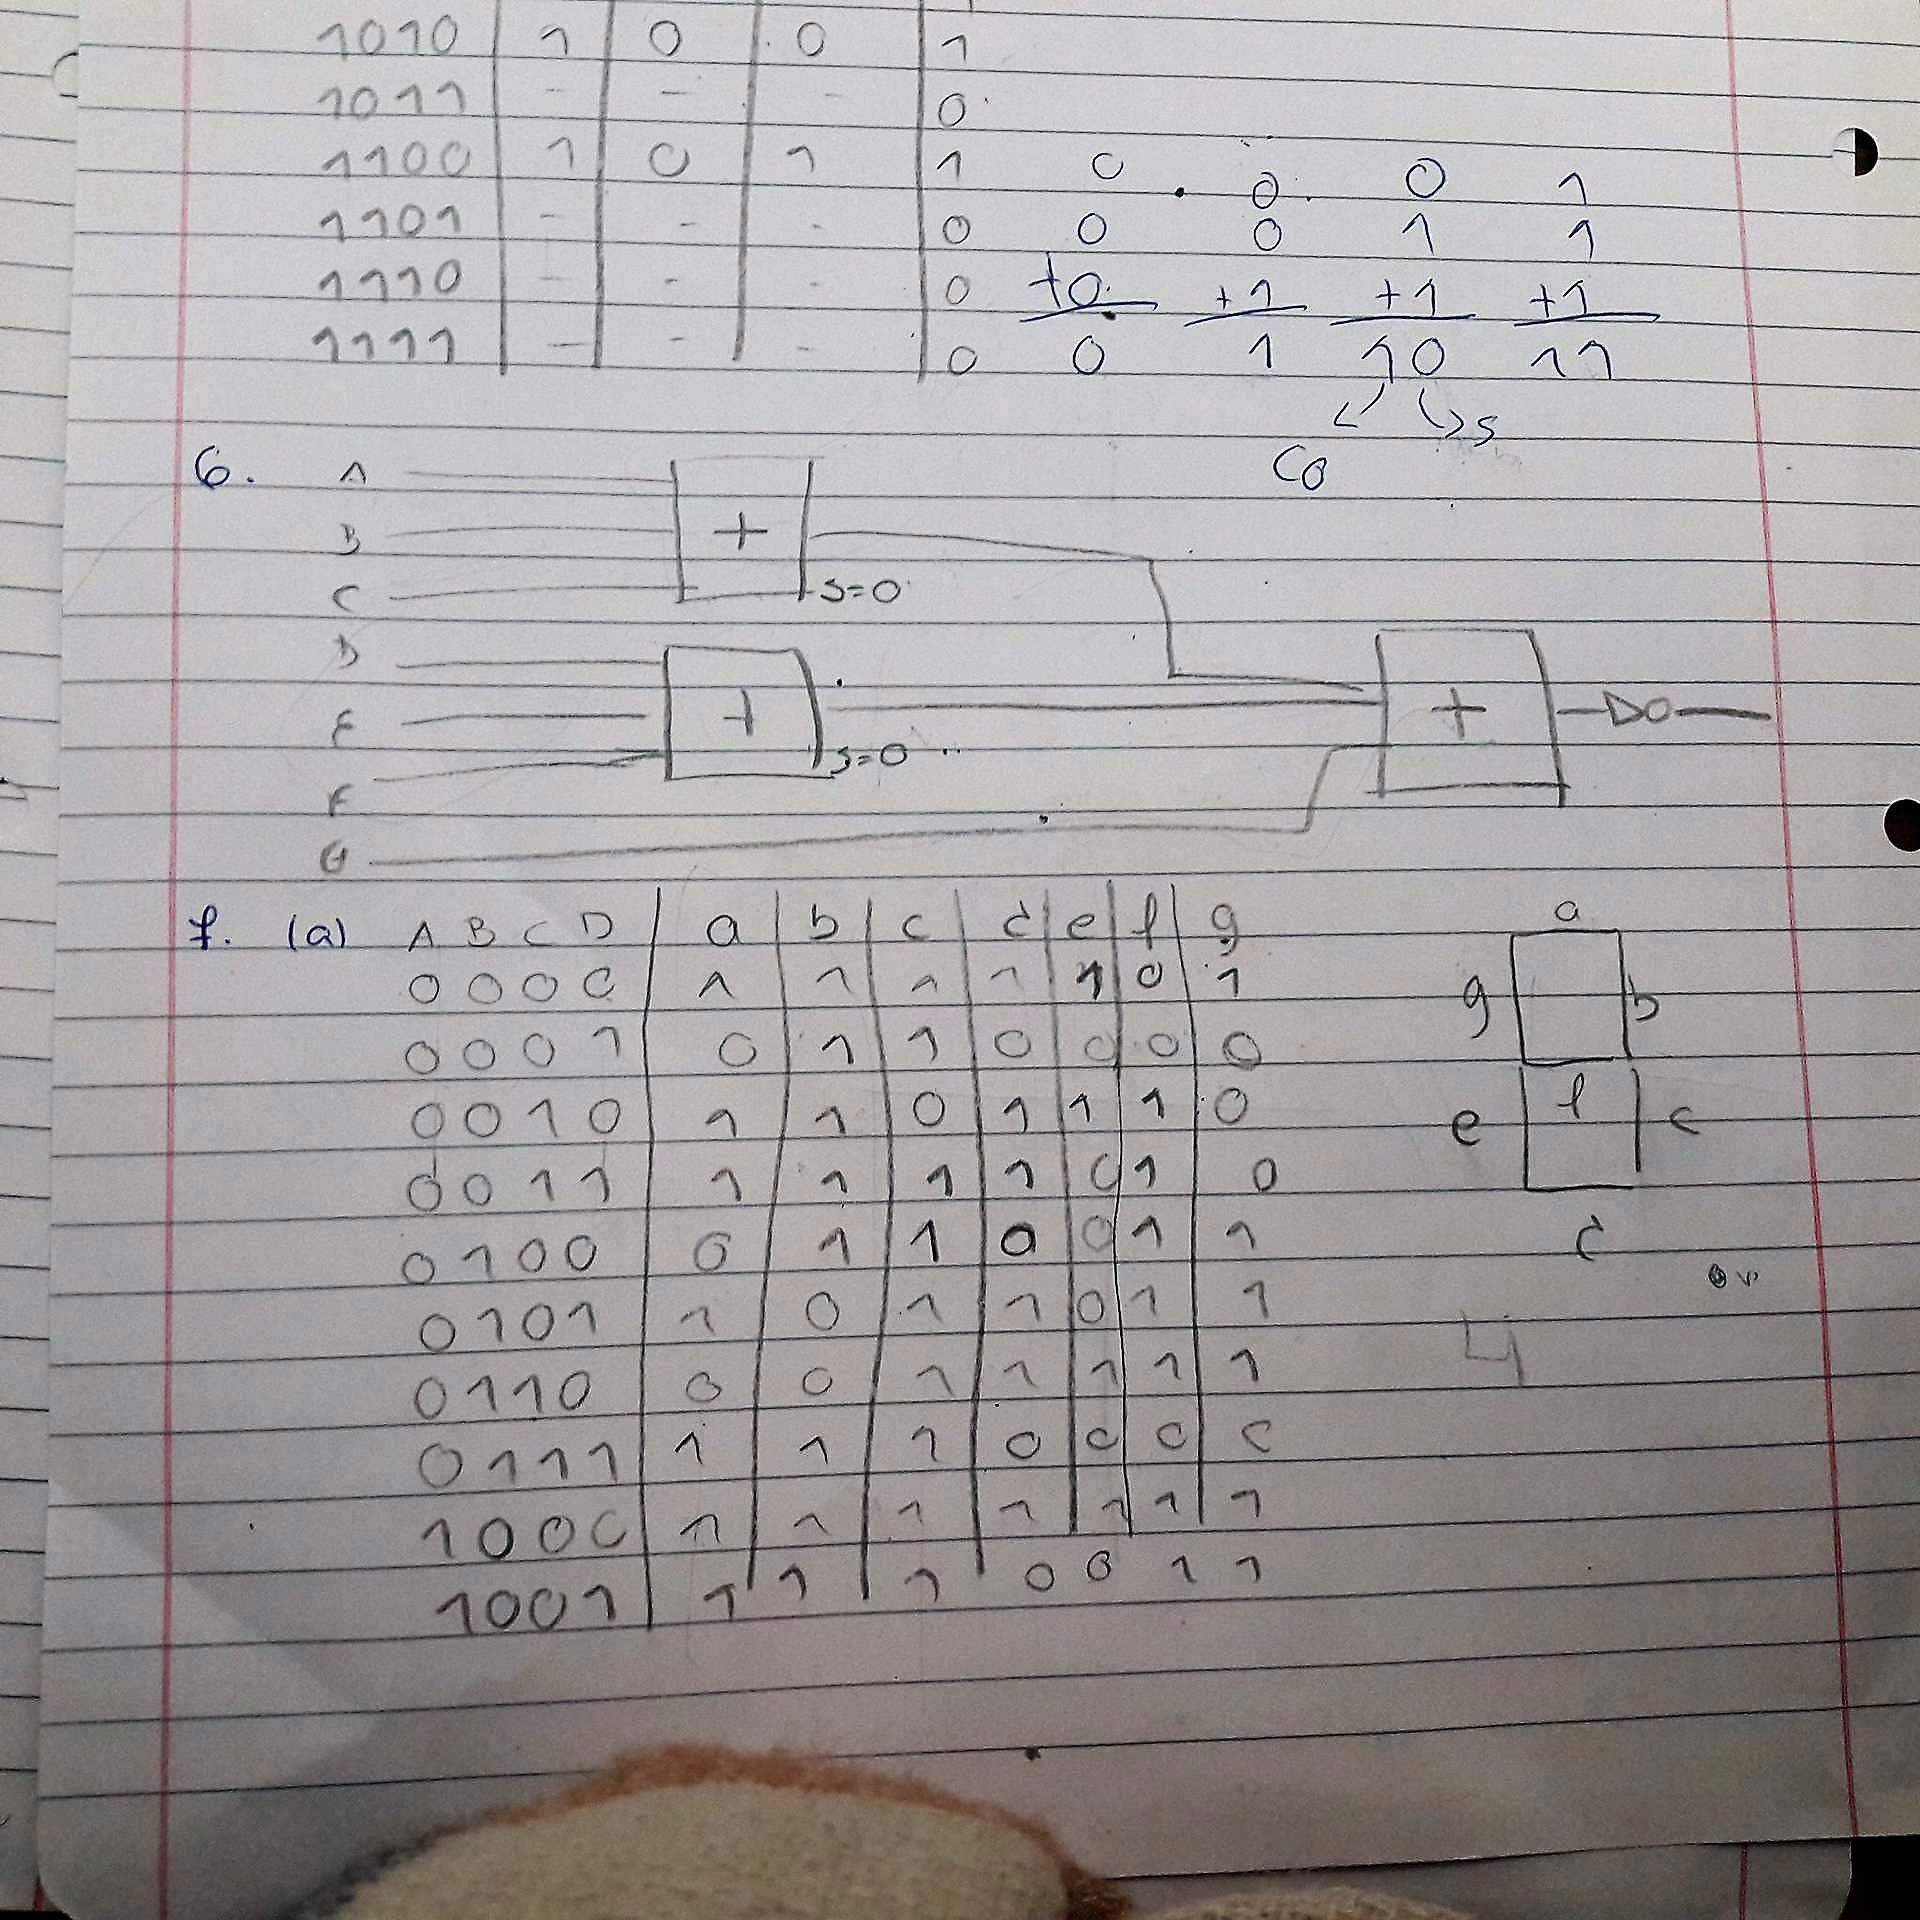 1010 1 0 0 1
1011 - - - 0
1100 1 0 1 1
1101 - - - 0
1110 - - - 0
1111 - - - 0
0 0 0 1
0 0 1 1
+0 +1 +1 +1
0 1 10 11
S
C0
6. A
B +
C S=0
D
E + +
S=0
F
G
7. (a) A B C D a b c d e f g
0 0 0 0 1 1 1 1 1 0 1
0 0 0 1 0 1 1 0 0 0 0
0 0 1 0 1 1 0 1 1 1 0
0 0 1 1 1 1 1 1 0 1 0
0 1 0 0 0 1 1 0 0 1 1
0 1 0 1 1 0 1 1 0 1 1
0 1 1 0 0 0 1 1 1 1 1
0 1 1 1 1 1 1 0 0 0 0
1 0 0 0 1 1 1 1 1 1 1
1 0 0 1 1 1 1 0 0 1 1
a
g b
f
e c
d
4